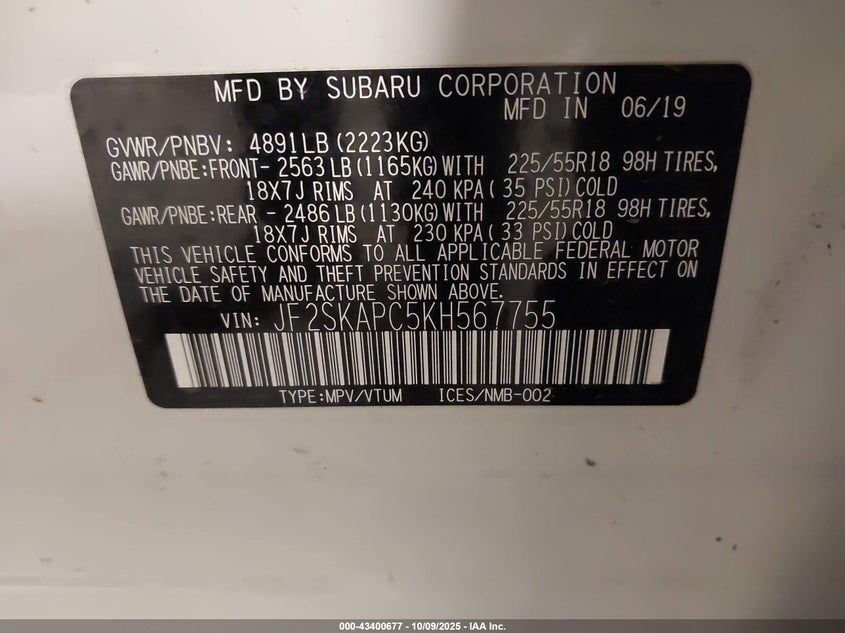 MFD BY SUBARU CORPORATION
MFD IN 06/19
GVWR/PNBV: 4891LB(2223KG)
GAWR/PNBE:FRONT- 2563 LB(1165KG)WITH 225/55R18 98H TIRES,
18X7J RIMS AT 240 KPA( 35 PSI)COLD
GAWR/PNBE:REAR - 2486 LB(1130KG)WITH 225/55R18 98H TIRES,
18X7J RIMS AT 230 KPA( 33 PSI)COLD
THIS VEHICLE CONFORMS TO ALL APPLICABLE FEDERAL MOTOR
VEHICLE SAFETY AND THEFT PREVENTION STANDARDS IN EFFECT ON
THE DATE OF MANUFACTURE SHOWN ABOVE.
VIN: JF2SKAPC5KH567755
TYPE:MPV/VTUM ICES/NMB-002
000-43400677 - 10/09/2025 - IAA Inc.